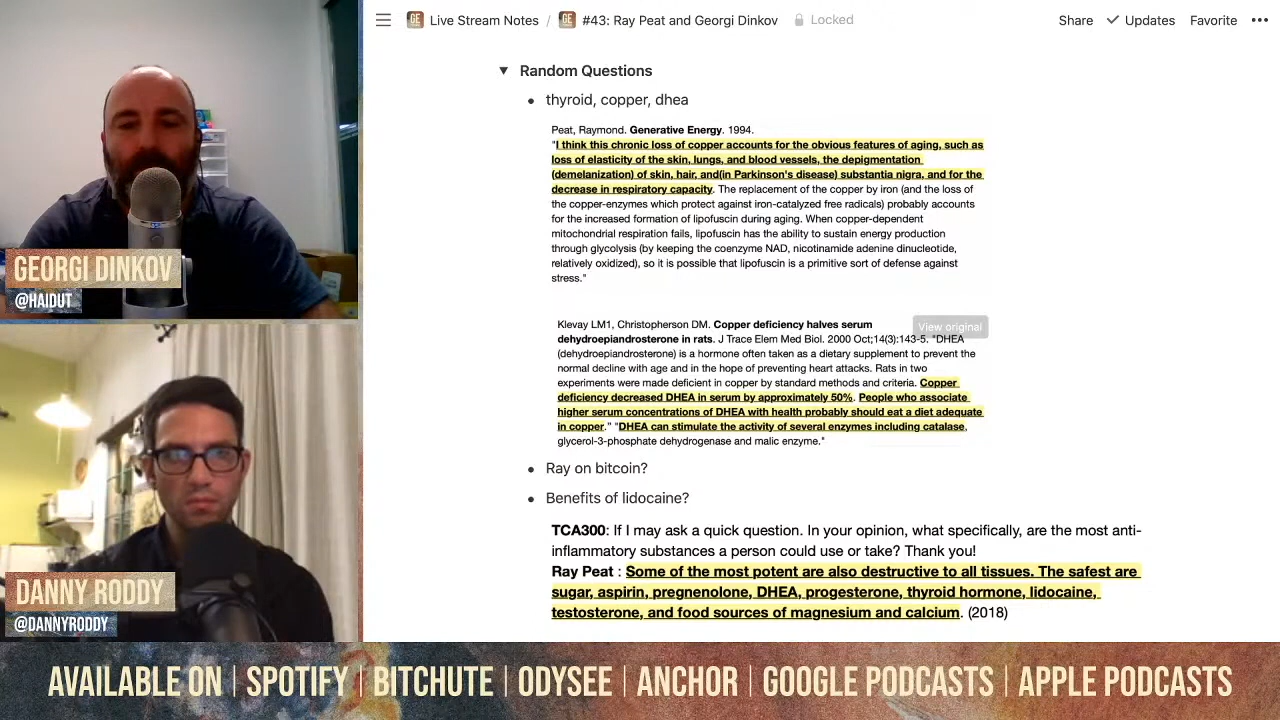 Live Stream Notes / #43: Ray Peat and Georgi Dinkov Locked
Share Updates Favorite
Random Questions
thyroid, copper, dhea
Peat, Raymond. Generative Energy. 1994.
"I think this chronic loss of copper accounts for the obvious features of aging, such as
loss of elasticity of the skin, lungs, and blood vessels, the depigmentation
(demelanization) of skin, hair, and(in Parkinson's disease) substantia nigra, and for the
decrease in respiratory capacity. The replacement of the copper by iron (and the loss of
the copper-enzymes which protect against iron-catalyzed free radicals) probably accounts
for the increased formation of lipofuscin during aging. When copper-dependent
mitochondrial respiration fails, lipofuscin has the ability to sustain energy production
through glycolysis (by keeping the coenzyme NAD, nicotinamide adenine dinucleotide,
relatively oxidized), so it is possible that lipofuscin is a primitive sort of defense against
stress."
Klevay LM1, Christopherson DM. Copper deficiency halves serum
View original
dehydroepiandrosterone in rats. J Trace Elem Med Biol. 2000 Oct;14(3):143-5. "DHEA
(dehydroepiandrosterone) is a hormone often taken as a dietary supplement to prevent the
normal decline with age and in the hope of preventing heart attacks. Rats in two
experiments were made deficient in copper by standard methods and criteria. Copper
deficiency decreased DHEA in serum by approximately 50%. People who associate
higher serum concentrations of DHEA with health probably should eat a diet adequate
in copper." "DHEA can stimulate the activity of several enzymes including catalase,
glycerol-3-phosphate dehydrogenase and malic enzyme."
Ray on bitcoin?
Benefits of lidocaine?
TCA300: If I may ask a quick question. In your opinion, what specifically, are the most anti-
inflammatory substances a person could use or take? Thank you!
Ray Peat : Some of the most potent are also destructive to all tissues. The safest are
sugar, aspirin, pregnenolone, DHEA, progesterone, thyroid hormone, lidocaine,
testosterone, and food sources of magnesium and calcium. (2018)
GEORGI DINKOV
@HAIDUT
DANNY RODDY
@DANNYRODDY
AVAILABLE ON | SPOTIFY | BITCHUTE | ODYSEE | ANCHOR | GOOGLE PODCASTS | APPLE PODCASTS